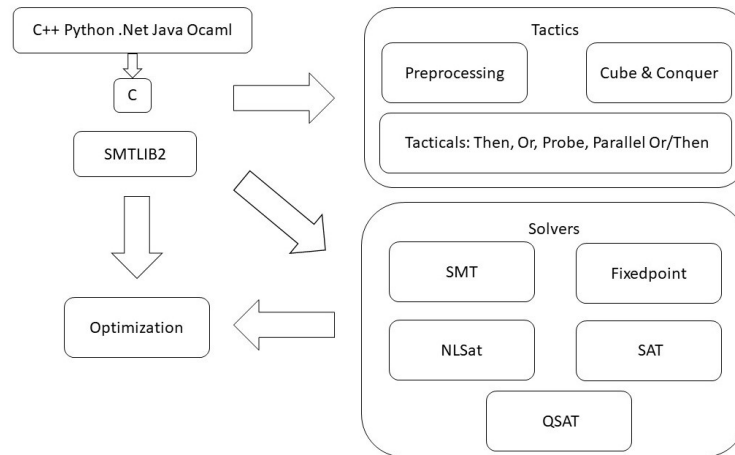 C++ Python .Net Java Ocaml
C
SMTLIB2
Optimization
Tactics
Preprocessing
Cube & Conquer
Tacticals: Then, Or, Probe, Parallel Or/Then
Solvers
SMT
Fixedpoint
NLSat
SAT
QSAT